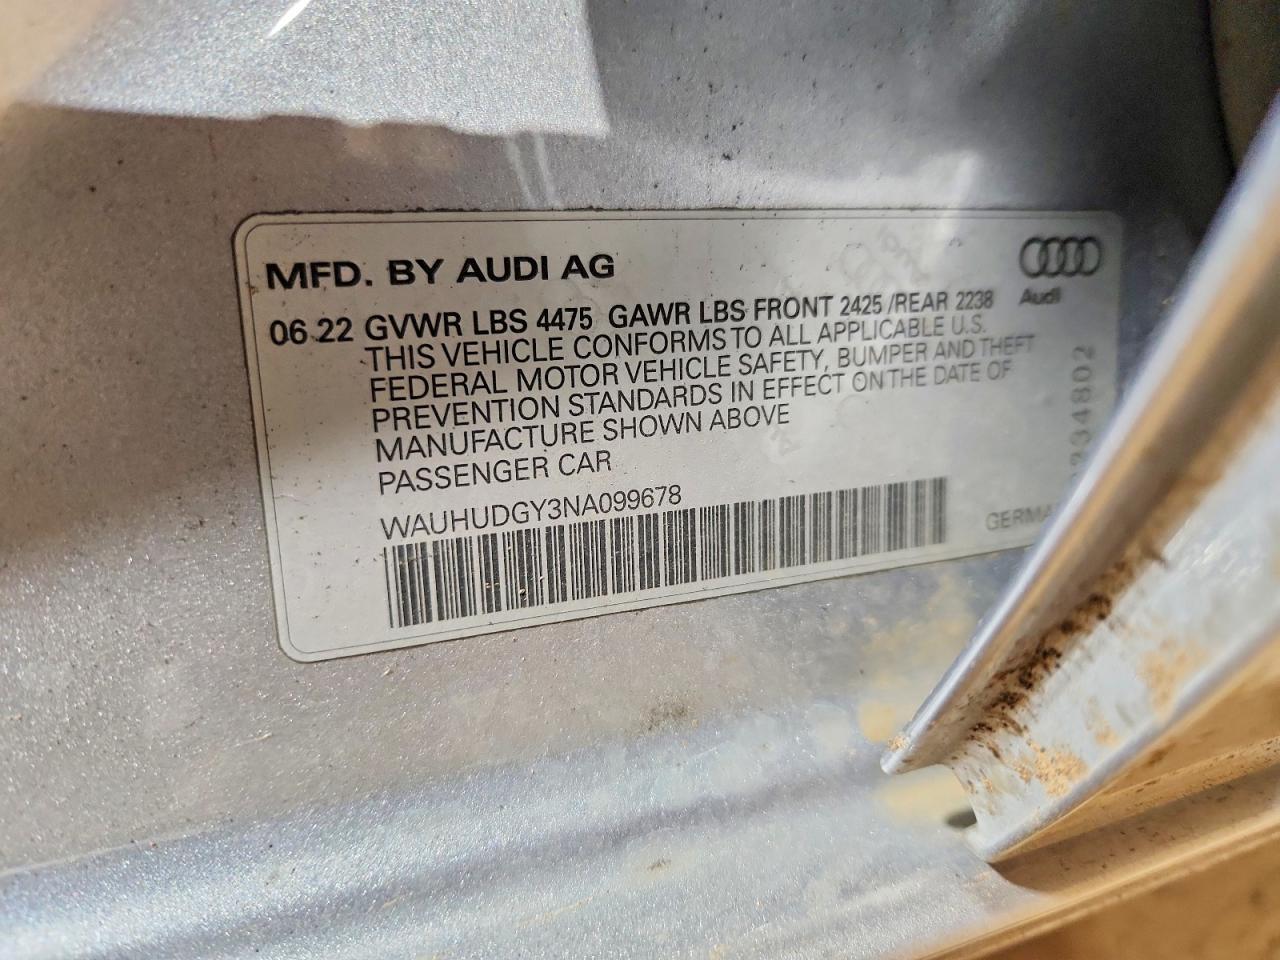 MFD. BY AUDI AG
Audi
06.22 GVWR LBS 4475 GAWR LBS FRONT 2425 /REAR 2238
THIS VEHICLE CONFORMS TO ALL APPLICABLE U.S.
FEDERAL MOTOR VEHICLE SAFETY, BUMPER AND THEFT
PREVENTION STANDARDS IN EFFECT ON THE DATE OF
MANUFACTURE SHOWN ABOVE
PASSENGER CAR
WAUHUDGY3NA099678